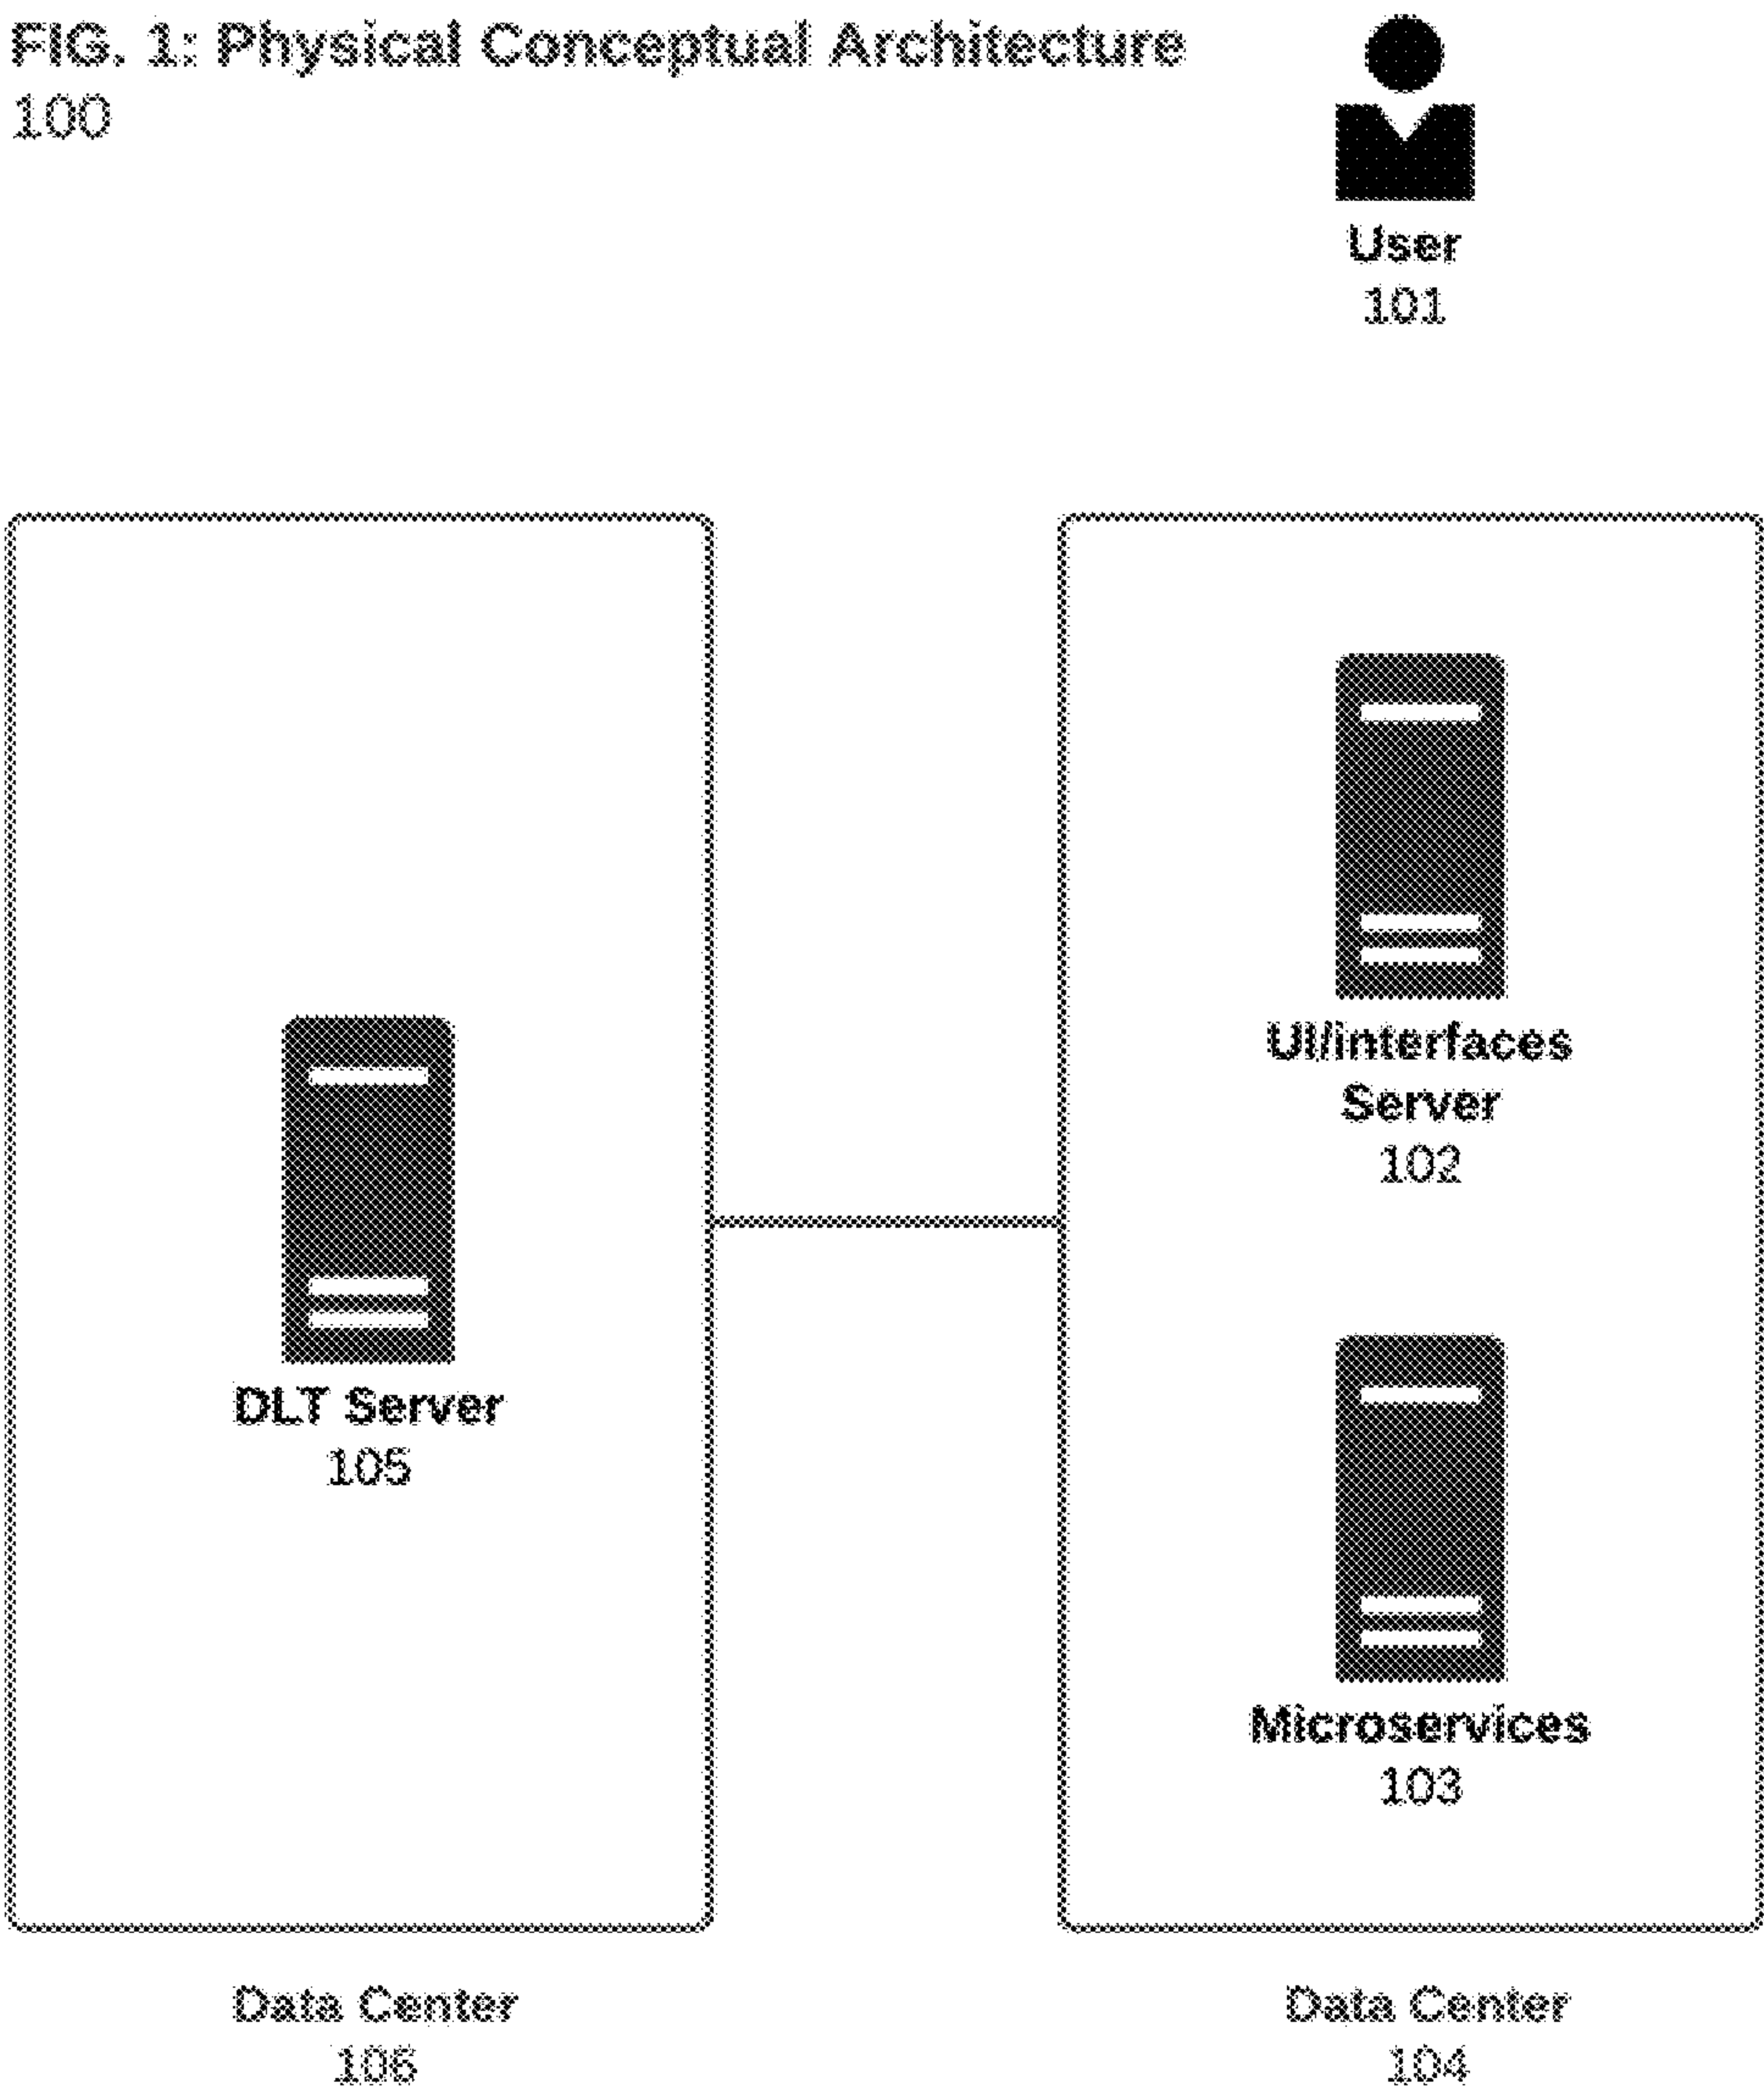 FIG. 1: Physical Conceptual Architecture
100
User
101
UI/interfaces
Server
102
DLT Server
105
Microservices
103
Data Center
106
Data Center
104